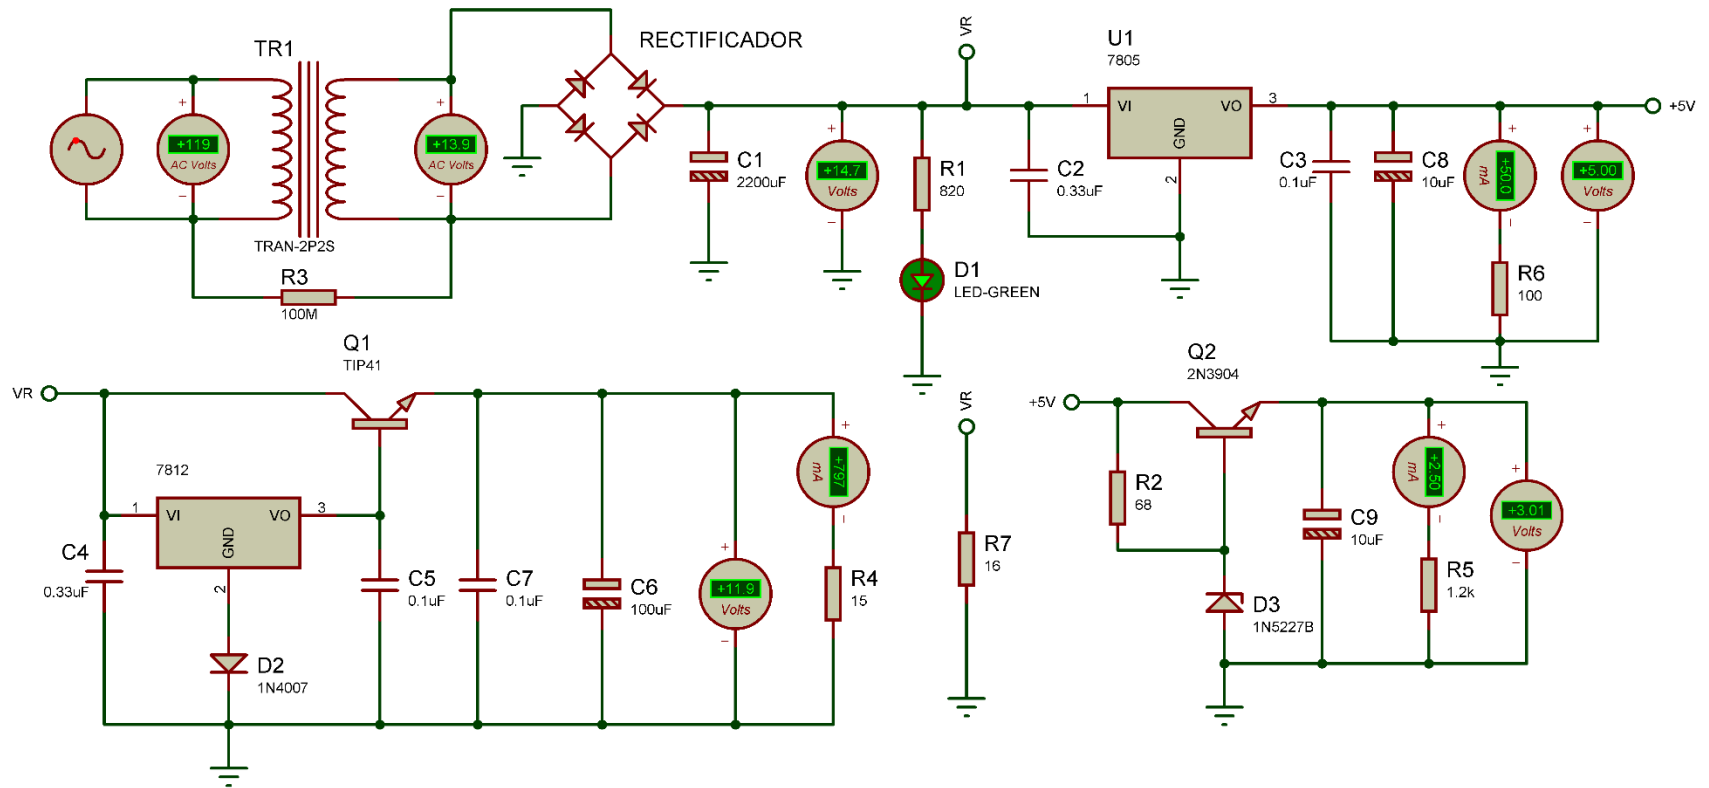 TR1
TRAN-2P2S
+119
AC Volts
+13.9
AC Volts
R3
100M
RECTIFICADOR
C1
2200uF
+14.7
Volts
R1
820
D1
LED-GREEN
VR
C2
0.33uF
U1
7805
1
VI
VO
3
GND
2
C3
0.1uF
C8
10uF
+50.0
mA
R6
100
+5.00
Volts
+5V
VR
Q1
TIP41
7812
1
VI
VO
3
GND
2
C4
0.33uF
D2
1N4007
C5
0.1uF
C7
0.1uF
C6
100uF
+11.9
Volts
+797
mA
R4
15
VR
R7
16
+5V
Q2
2N3904
R2
68
D3
1N5227B
C9
10uF
+2.50
mA
R5
1.2k
+3.01
Volts